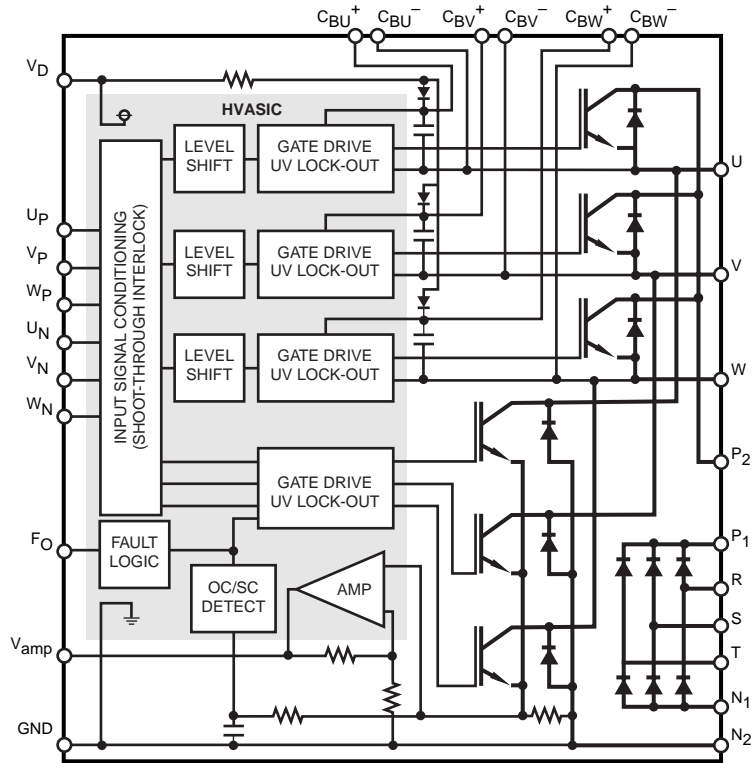 CBU+ CBU− CBV+ CBV− CBW+ CBW−
VD
HVASIC
INPUT SIGNAL CONDITIONING
(SHOOT-THROUGH INTERLOCK)
LEVEL
SHIFT
GATE DRIVE
UV LOCK-OUT
U
UP
VP
WP
UN
VN
WN
LEVEL
SHIFT
GATE DRIVE
UV LOCK-OUT
V
LEVEL
SHIFT
GATE DRIVE
UV LOCK-OUT
W
GATE DRIVE
UV LOCK-OUT
P2
FO
FAULT
LOGIC
OC/SC
DETECT
AMP
P1
R
S
T
N1
N2
Vamp
GND